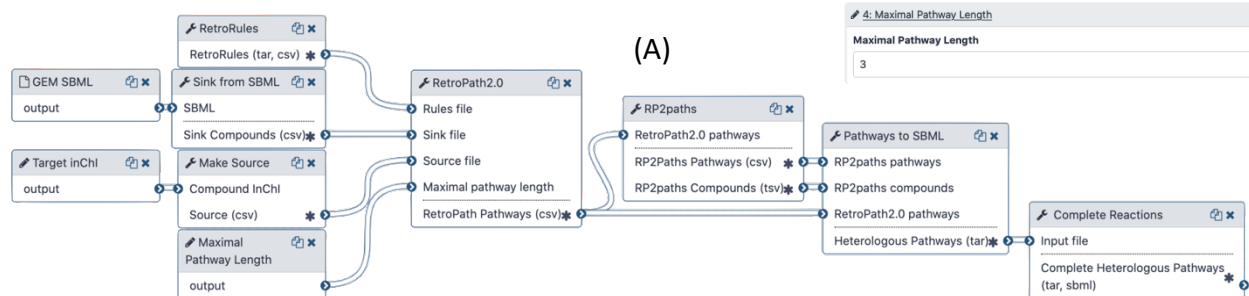 RetroRules
RetroRules (tar, csv) *
(A)
4: Maximal Pathway Length
Maximal Pathway Length
3
GEM SBML
output
Sink from SBML
SBML
Sink Compounds (csv) *
Target inChI
output
Make Source
Compound InChI
Source (csv) *
Maximal
Pathway Length
output
RetroPath2.0
Rules file
Sink file
Source file
Maximal pathway length
RetroPath Pathways (csv) *
RP2paths
RetroPath2.0 pathways
RP2Paths Pathways (csv) *
RP2paths Compounds (tsv) *
Pathways to SBML
RP2paths pathways
RP2paths compounds
RetroPath2.0 pathways
Heterologous Pathways (tar) *
Complete Reactions
Input file
Complete Heterologous Pathways
(tar, sbml) *